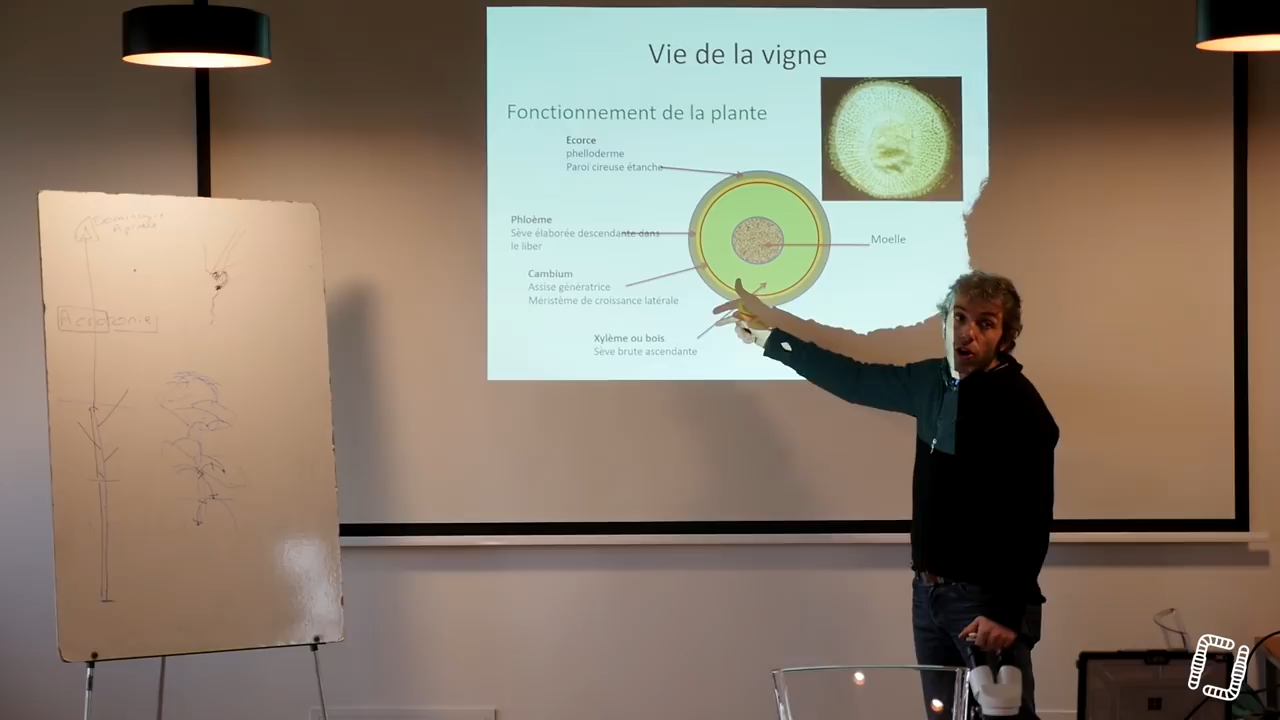 Vie de la vigne
Fonctionnement de la plante
Ecorce
phelloderme
Paroi cireuse étanche
Phloème
Sève élaborée descendante dans
le liber
Moelle
Cambium
Assise génératrice
Méristème de croissance latérale
Xylème ou bois
Sève brute ascendante
Acrotonie